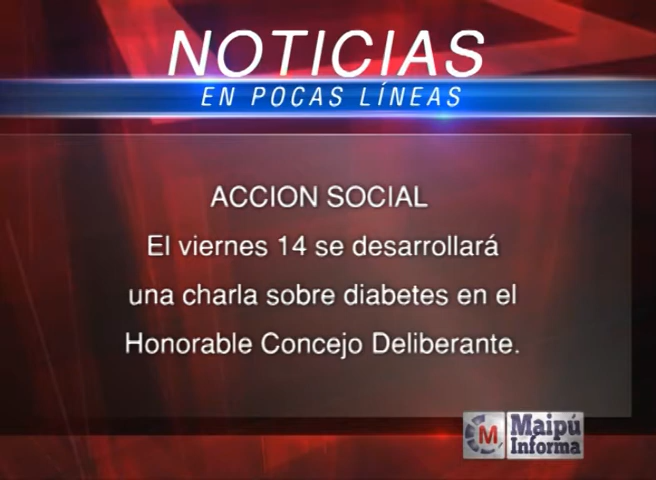 NOTICIAS
EN POCAS LÍNEAS
ACCION SOCIAL
El viernes 14 se desarrollará
una charla sobre diabetes en el
Honorable Concejo Deliberante.
M Maipú
Informa